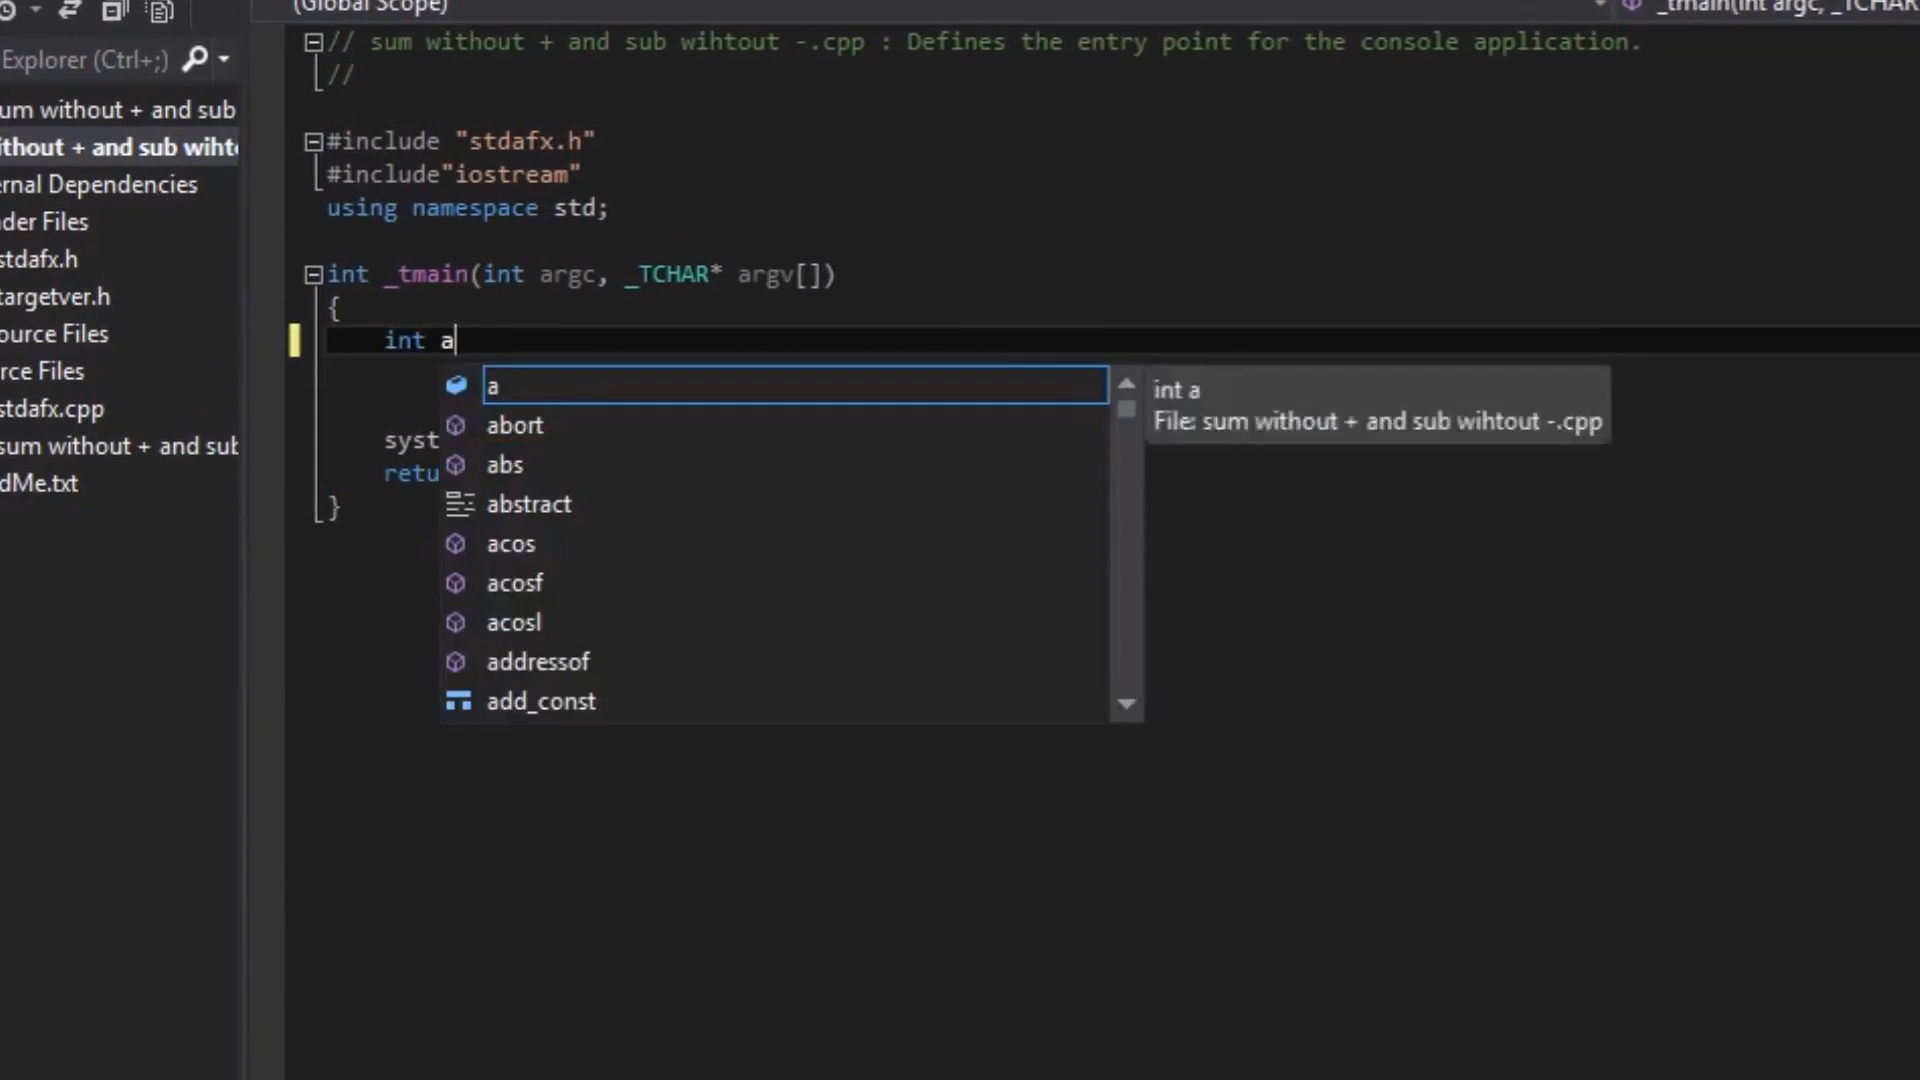 (Global Scope)
_tmain(int argc, _TCHAR
Explorer (Ctrl+;)
um without + and sub
ithout + and sub wihto
ernal Dependencies
der Files
stdafx.h
targetver.h
ource Files
rce Files
stdafx.cpp
sum without + and sub
dMe.txt
// sum without + and sub wihtout -.cpp : Defines the entry point for the console application.
//
#include "stdafx.h"
#include"iostream"
using namespace std;
int _tmain(int argc, _TCHAR* argv[])
{
int a
syst
retu
}
a
abort
abs
abstract
acos
acosf
acosl
addressof
add_const
int a
File: sum without + and sub wihtout -.cpp